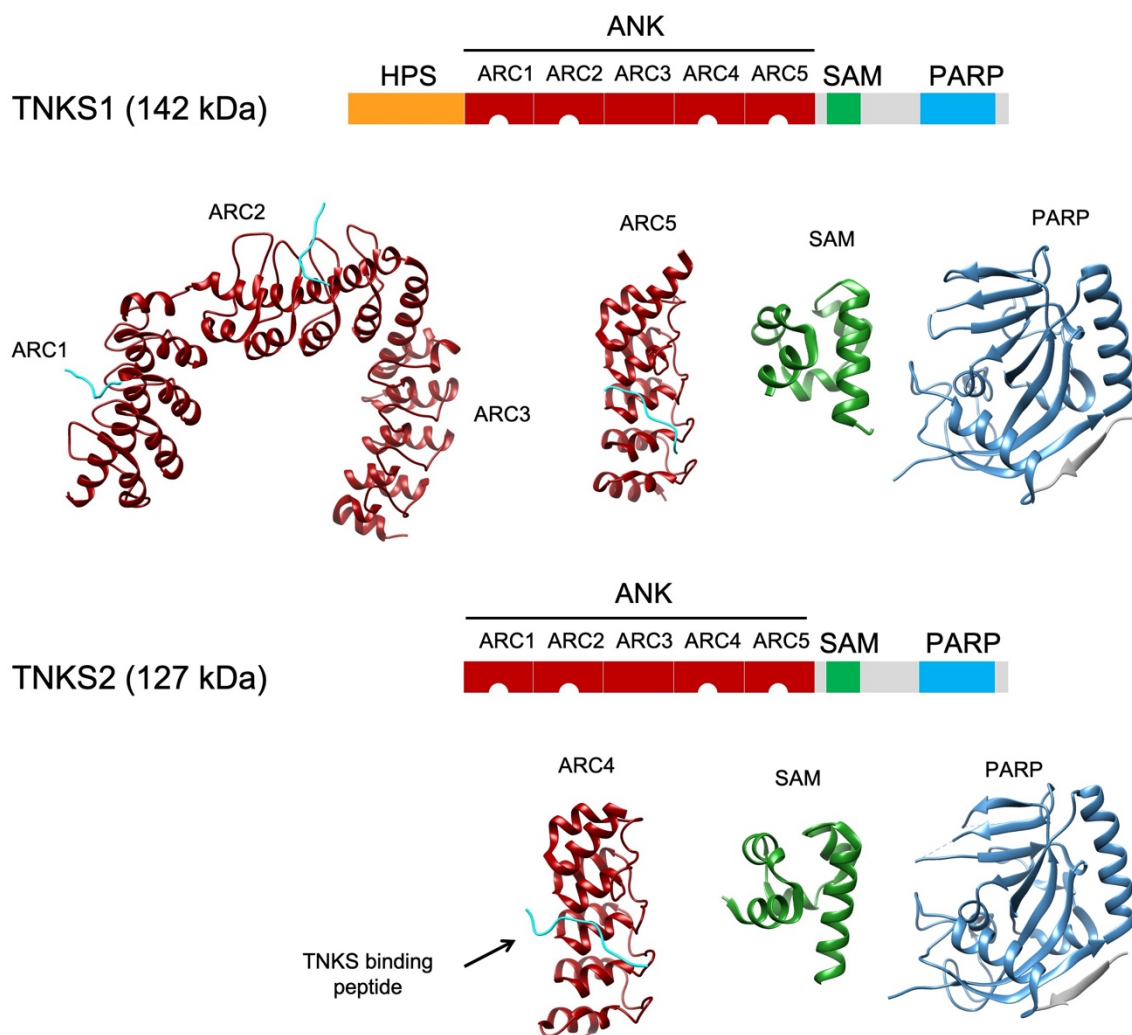 ANK
HPS ARC1 ARC2 ARC3 ARC4 ARC5 SAM PARP
TNKS1 (142 kDa)
ARC2
ARC5
SAM
PARP
ARC1
ARC3
ANK
ARC1 ARC2 ARC3 ARC4 ARC5 SAM PARP
TNKS2 (127 kDa)
ARC4
SAM
PARP
TNKS binding
peptide